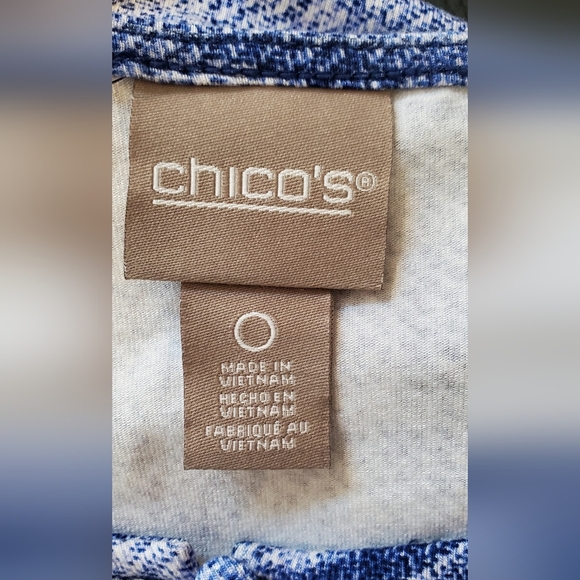 chico's®
0
MADE IN
VIETNAM
HECHO EN
VIETNAM
FABRIQUÉ AU
VIETNAM